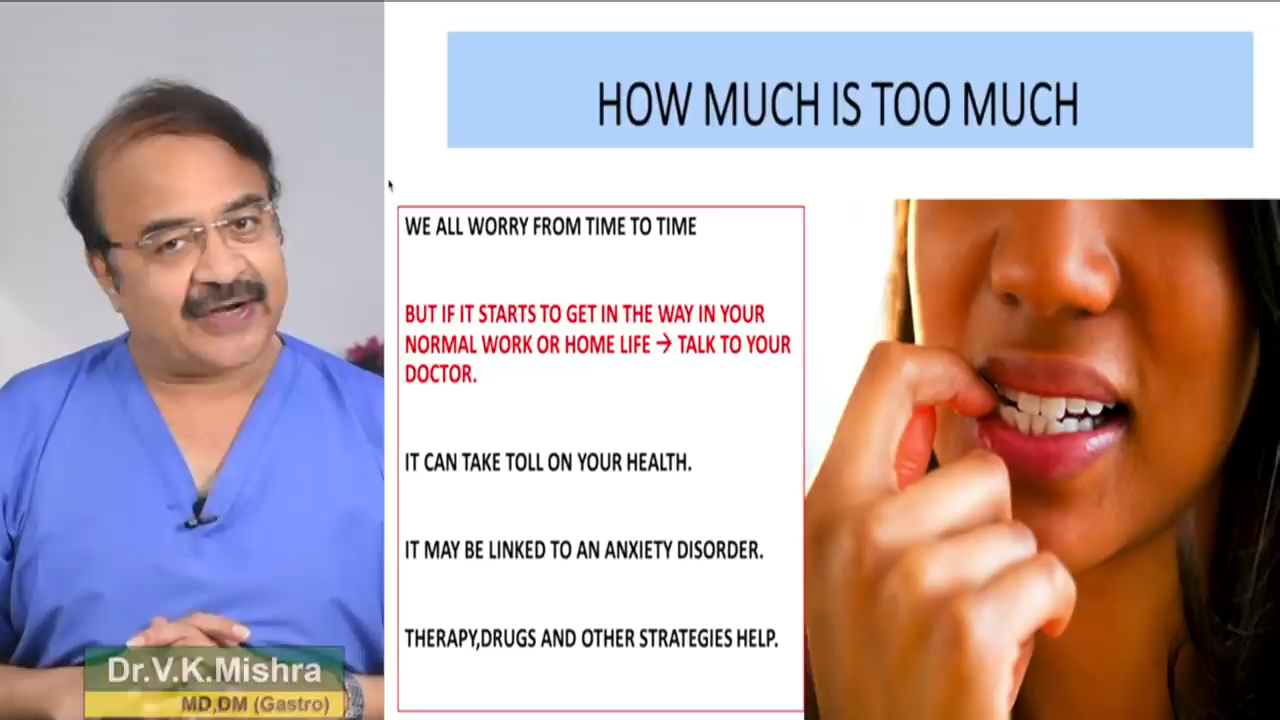 HOW MUCH IS TOO MUCH
WE ALL WORRY FROM TIME TO TIME
BUT IF IT STARTS TO GET IN THE WAY IN YOUR
NORMAL WORK OR HOME LIFE → TALK TO YOUR
DOCTOR.
IT CAN TAKE TOLL ON YOUR HEALTH.
IT MAY BE LINKED TO AN ANXIETY DISORDER.
THERAPY,DRUGS AND OTHER STRATEGIES HELP.
Dr.V.K.Mishra
MD,DM (Gastro)